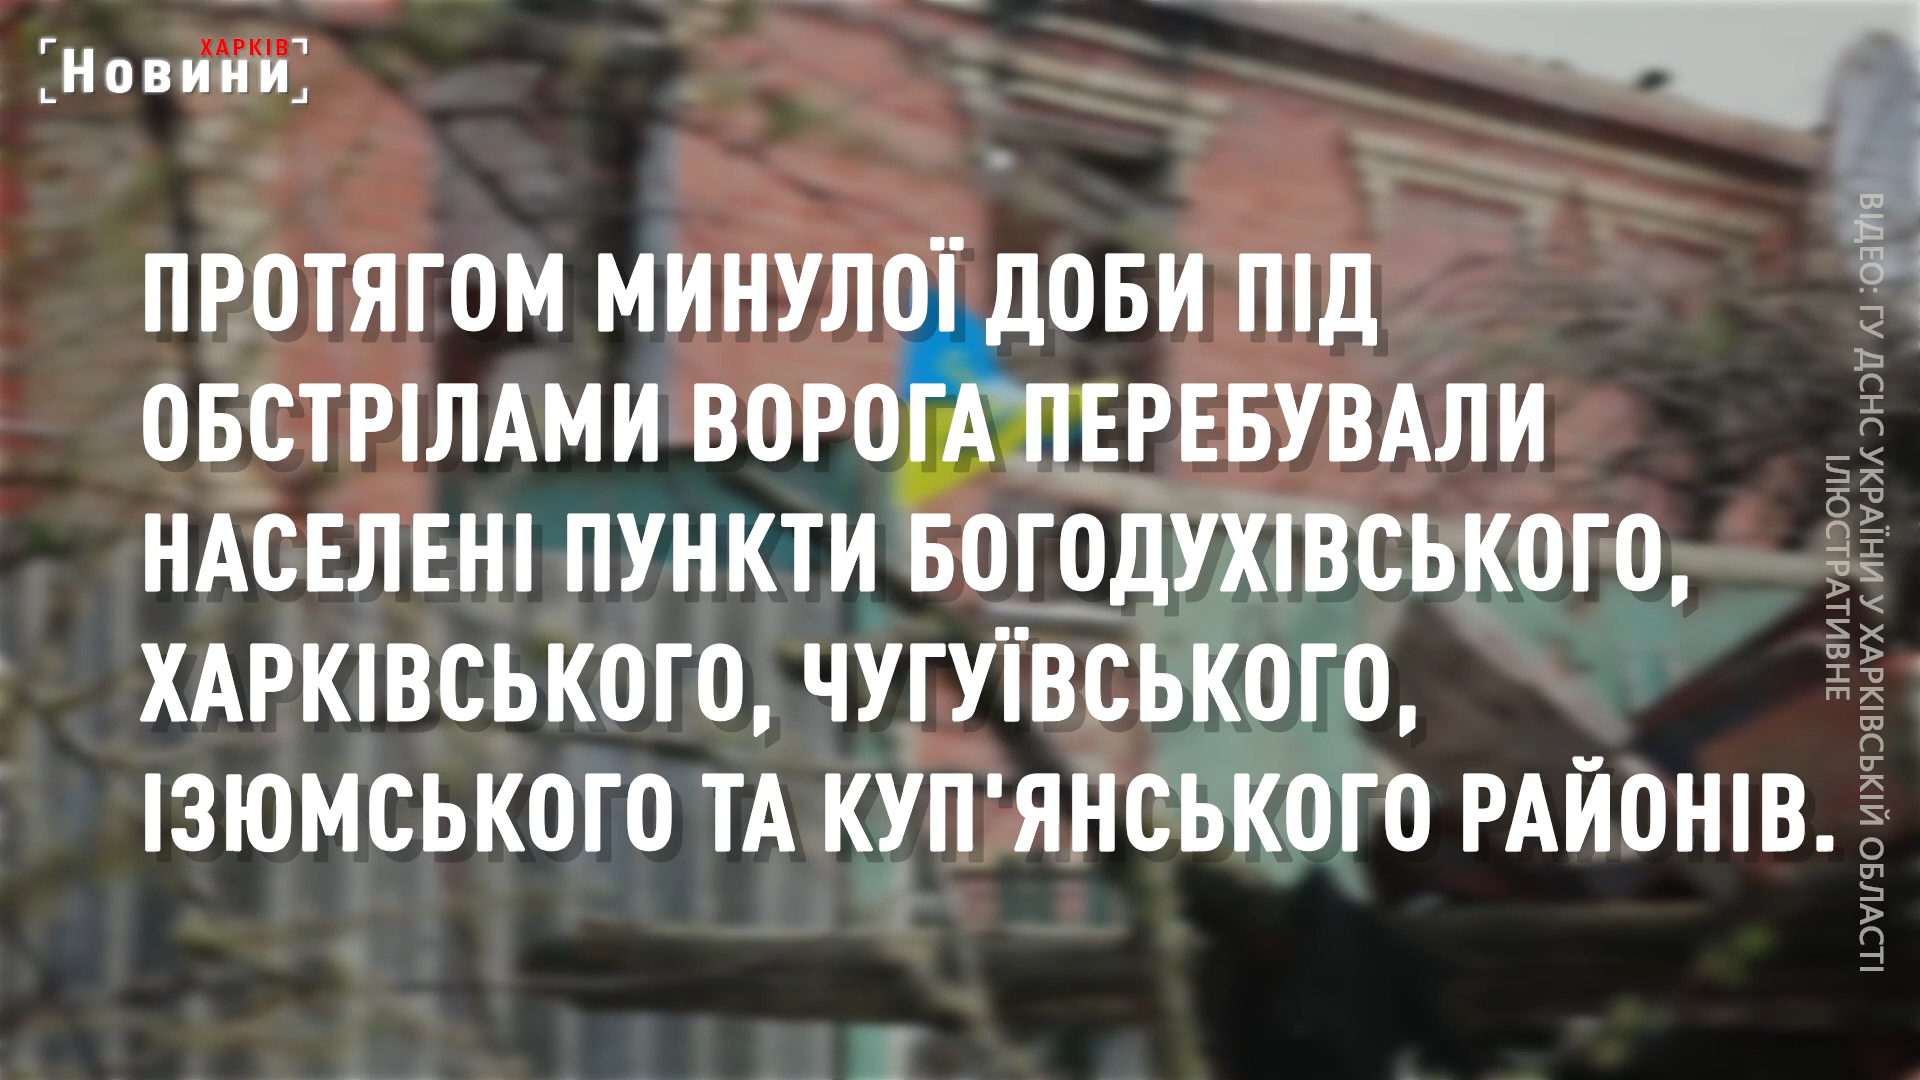 ХАРКІВ
Новини
ПРОТЯГОМ МИНУЛОЇ ДОБИ ПІД
ОБСТРІЛАМИ ВОРОГА ПЕРЕБУВАЛИ
НАСЕЛЕНІ ПУНКТИ БОГОДУХІВСЬКОГО,
ХАРКІВСЬКОГО, ЧУГУЇВСЬКОГО,
ІЗЮМСЬКОГО ТА КУП'ЯНСЬКОГО РАЙОНІВ.
ВІДЕО: ГУ ДСНС УКРАЇНИ У ХАРКІВСЬКІЙ ОБЛАСТІ
ІЛЮСТРАТИВНЕ